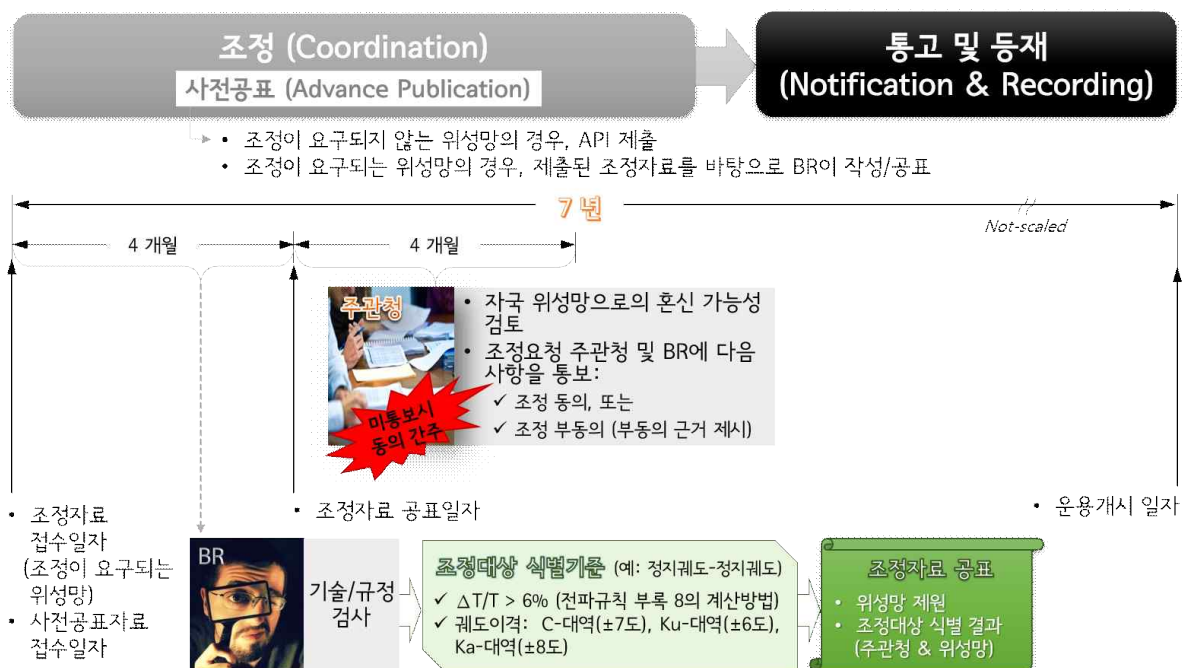 조정 (Coordination)
사전공표 (Advance Publication)
통고 및 등재
(Notification & Recording)
• 조정이 요구되지 않는 위성망의 경우, API 제출
• 조정이 요구되는 위성망의 경우, 제출된 조정자료를 바탕으로 BR이 작성/공표
7 년
Not-scaled
4 개월
4 개월
주관청
미통보시
동의 간주
• 자국 위성망으로의 혼신 가능성
검토
• 조정요청 주관청 및 BR에 다음
사항을 통보:
✓ 조정 동의, 또는
✓ 조정 부동의 (부동의 근거 제시)
• 조정자료
접수일자
(조정이 요구되는
위성망)
• 사전공표자료
접수일자
• 조정자료 공표일자
• 운용개시 일자
BR
기술/규정
검사
조정대상 식별기준 (예: 정지궤도-정지궤도)
✓ ΔT/T > 6% (전파규칙 부록 8의 계산방법)
✓ 궤도이격: C-대역(±7도), Ku-대역(±6도),
Ka-대역(±8도)
조정자료 공표
• 위성망 제원
• 조정대상 식별 결과
(주관청 & 위성망)